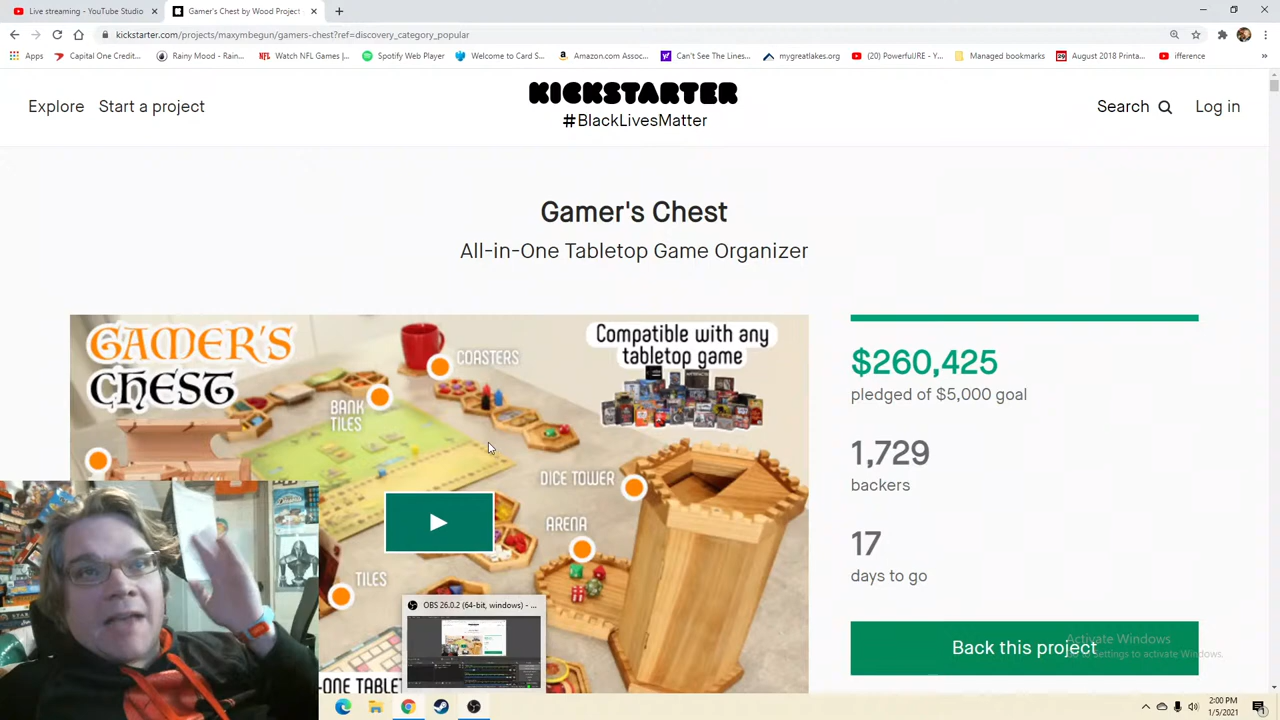 Live streaming - YouTube Studio
Gamer's Chest by Wood Project
kickstarter.com/projects/maxymbegun/gamers-chest?ref=discovery_category_popular
Apps
Capital One Credit...
Rainy Mood - Rain...
Watch NFL Games |...
Spotify Web Player
Welcome to Card S...
Amazon.com Assoc...
Can't See The Lines...
mygreatlakes.org
(20) PowerfulJRE - Y...
Managed bookmarks
August 2018 Printa...
ifference
Explore
Start a project
KICKSTARTER
#BlackLivesMatter
Search
Log in
Gamer's Chest
All-in-One Tabletop Game Organizer
GAMER'S
CHEST
COASTERS
BANK
TILES
Compatible with any
tabletop game
DICE TOWER
ARENA
TILES
-ONE TABLET
$260,425
pledged of $5,000 goal
1,729
backers
17
days to go
Back this project
Activate Windows
Settings to activate Windows.
OBS 26.0.2 (64-bit, windows) - ...
2:00 PM
1/5/2021